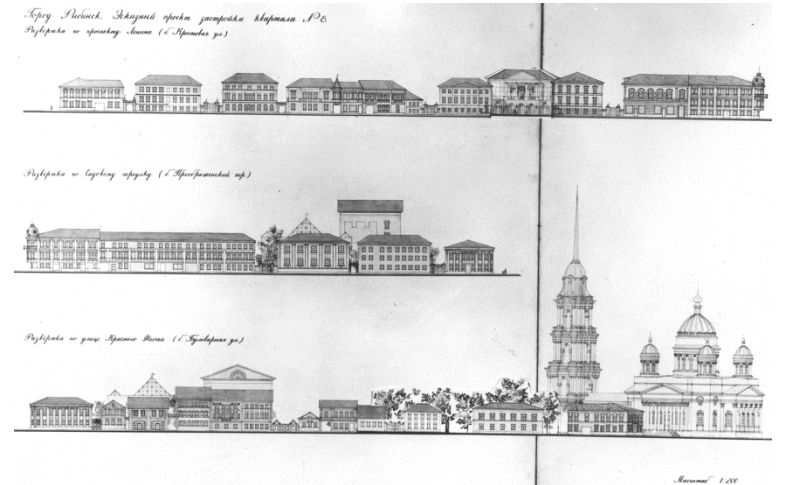 Город Рыбинск. Эскизный проект застройки квартала № 8.
Развертка по проспекту Ленина (б. Крестовая ул.)
Развертка по Садовому переулку (б. Преображенский пер.)
Развертка по улице Красного Флота (б. Бульварная ул.)
Масштаб 1:200